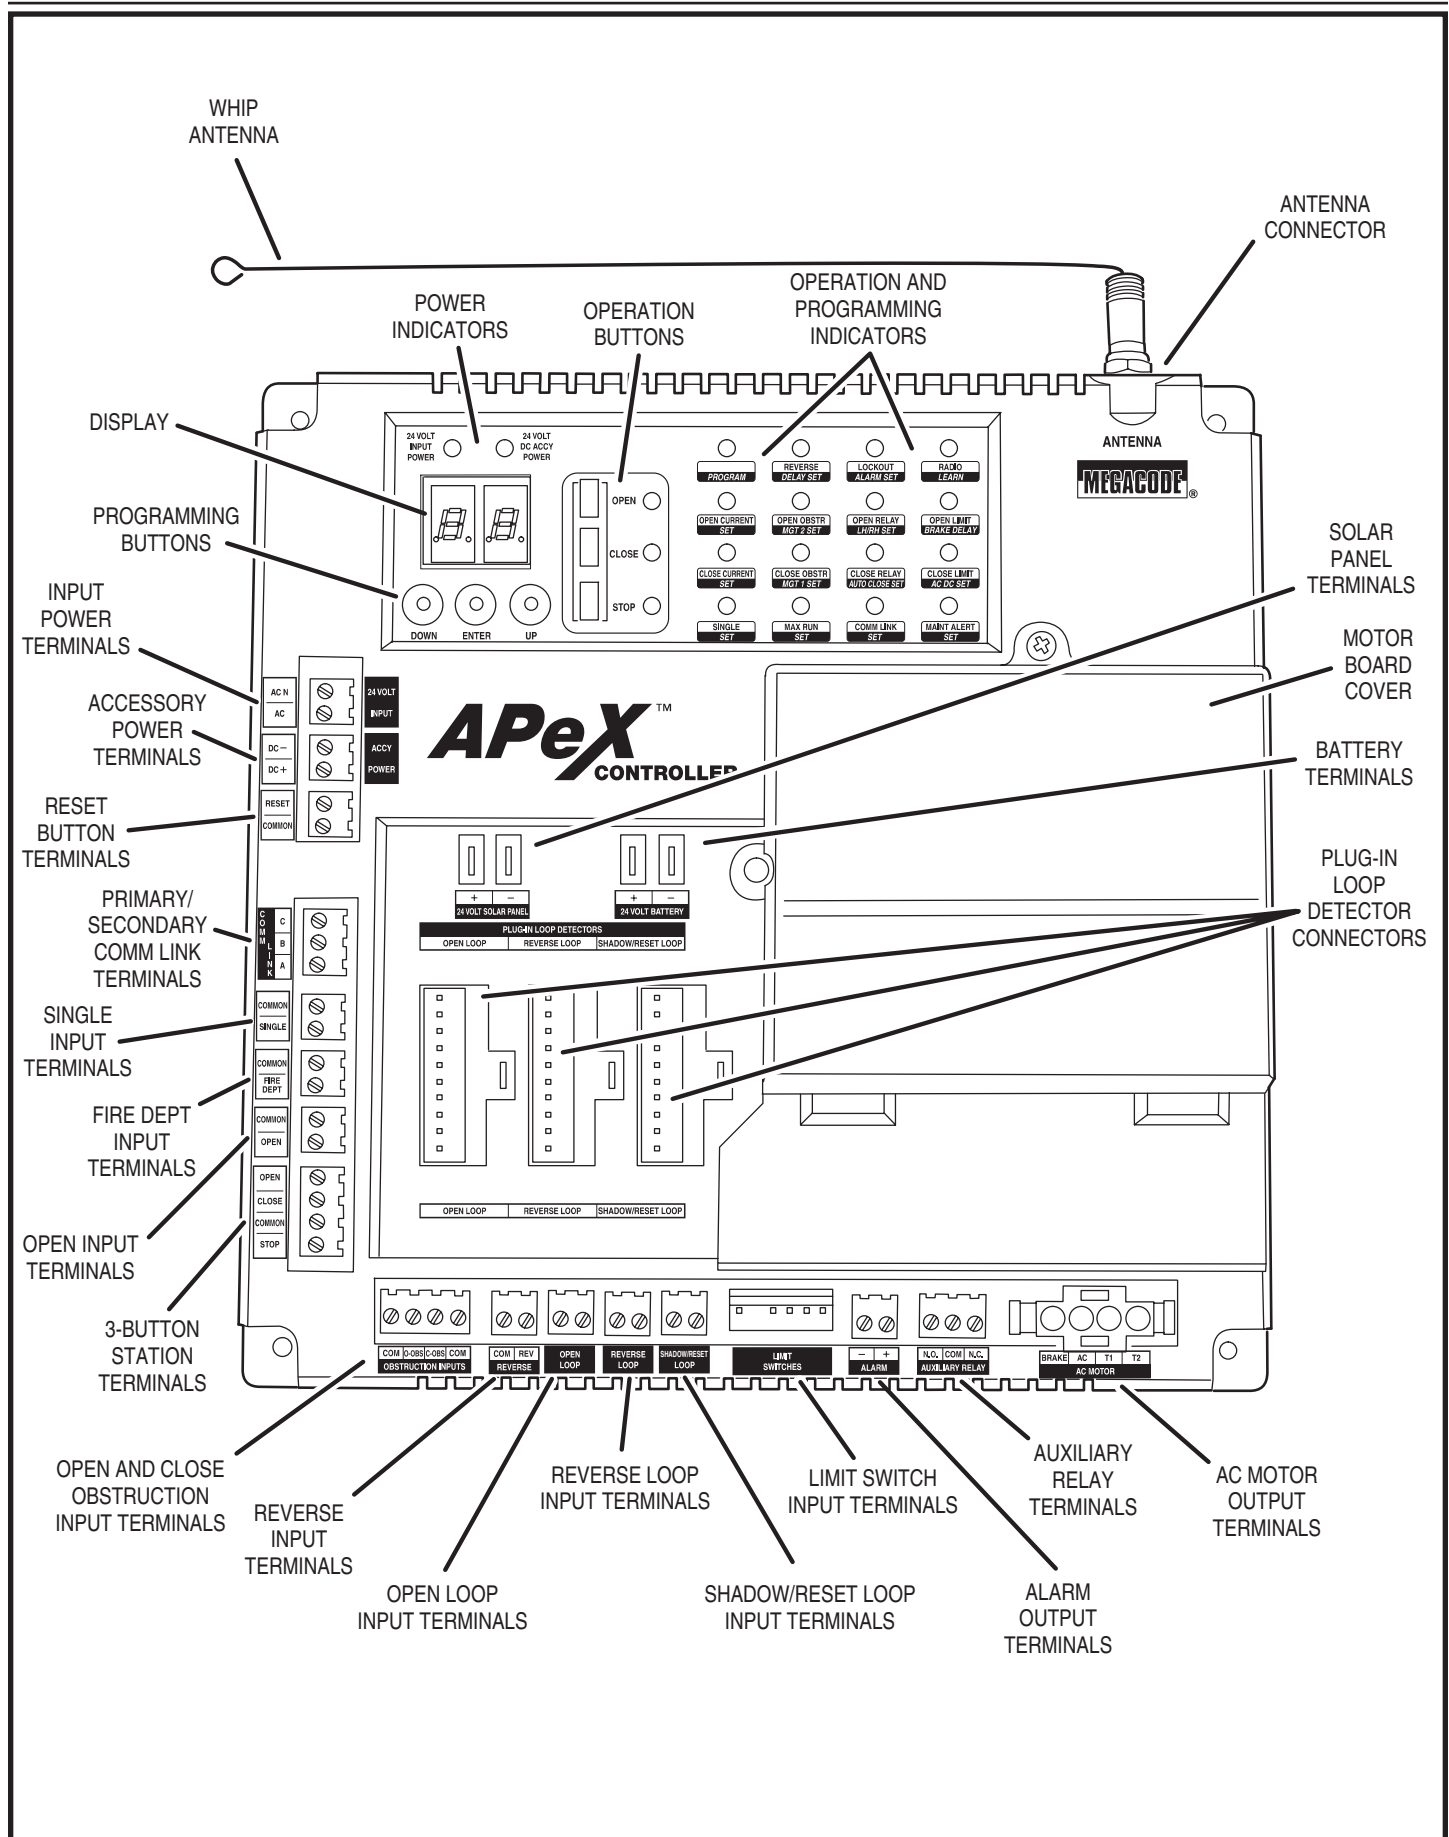 WHIP
ANTENNA
ANTENNA
CONNECTOR
POWER
INDICATORS
OPERATION
BUTTONS
OPERATION AND
PROGRAMMING
INDICATORS
DISPLAY
PROGRAMMING
BUTTONS
INPUT
POWER
TERMINALS
ACCESSORY
POWER
TERMINALS
RESET
BUTTON
TERMINALS
PRIMARY/
SECONDARY
COMM LINK
TERMINALS
SINGLE
INPUT
TERMINALS
FIRE DEPT
INPUT
TERMINALS
OPEN INPUT
TERMINALS
3-BUTTON
STATION
TERMINALS
24 VOLT
INPUT
POWER
24 VOLT
DC ACCY
POWER
OPEN
CLOSE
STOP
DOWN ENTER UP
PROGRAM
REVERSE
DELAY SET
LOCKOUT
ALARM SET
RADIO
LEARN
OPEN CURRENT
SET
OPEN OBSTR
MGT 2 SET
OPEN RELAY
LH/RH SET
OPEN LIMIT
BRAKE DELAY
CLOSE CURRENT
SET
CLOSE OBSTR
MGT 1 SET
CLOSE RELAY
AUTO CLOSE SET
CLOSE LIMIT
AC DC SET
SINGLE
SET
MAX RUN
SET
COMM LINK
SET
MAINT ALERT
SET
ANTENNA
MEGACODE®
SOLAR
PANEL
TERMINALS
MOTOR
BOARD
COVER
BATTERY
TERMINALS
PLUG-IN
LOOP
DETECTOR
CONNECTORS
AC N
AC
24 VOLT
INPUT
DC –
DC +
ACCY
POWER
RESET
COMMON
APeX™
CONTROLLER
COMM
LINK
C
B
A
COMMON
SINGLE
COMMON
FIRE
DEPT
COMMON
OPEN
OPEN
CLOSE
COMMON
STOP
+ –
24 VOLT SOLAR PANEL
+ –
24 VOLT BATTERY
PLUG-IN LOOP DETECTORS
OPEN LOOP REVERSE LOOP SHADOW/RESET LOOP
OPEN LOOP REVERSE LOOP SHADOW/RESET LOOP
COM O-OBS C-OBS COM
OBSTRUCTION INPUTS
COM REV
REVERSE
OPEN
LOOP
REVERSE
LOOP
SHADOW/RESET
LOOP
LIMIT
SWITCHES
– +
ALARM
N.O. COM N.C.
AUXILIARY RELAY
BRAKE AC T1 T2
AC MOTOR
OPEN AND CLOSE
OBSTRUCTION
INPUT TERMINALS
REVERSE
INPUT
TERMINALS
OPEN LOOP
INPUT TERMINALS
REVERSE LOOP
INPUT TERMINALS
SHADOW/RESET LOOP
INPUT TERMINALS
LIMIT SWITCH
INPUT TERMINALS
ALARM
OUTPUT
TERMINALS
AUXILIARY
RELAY
TERMINALS
AC MOTOR
OUTPUT
TERMINALS